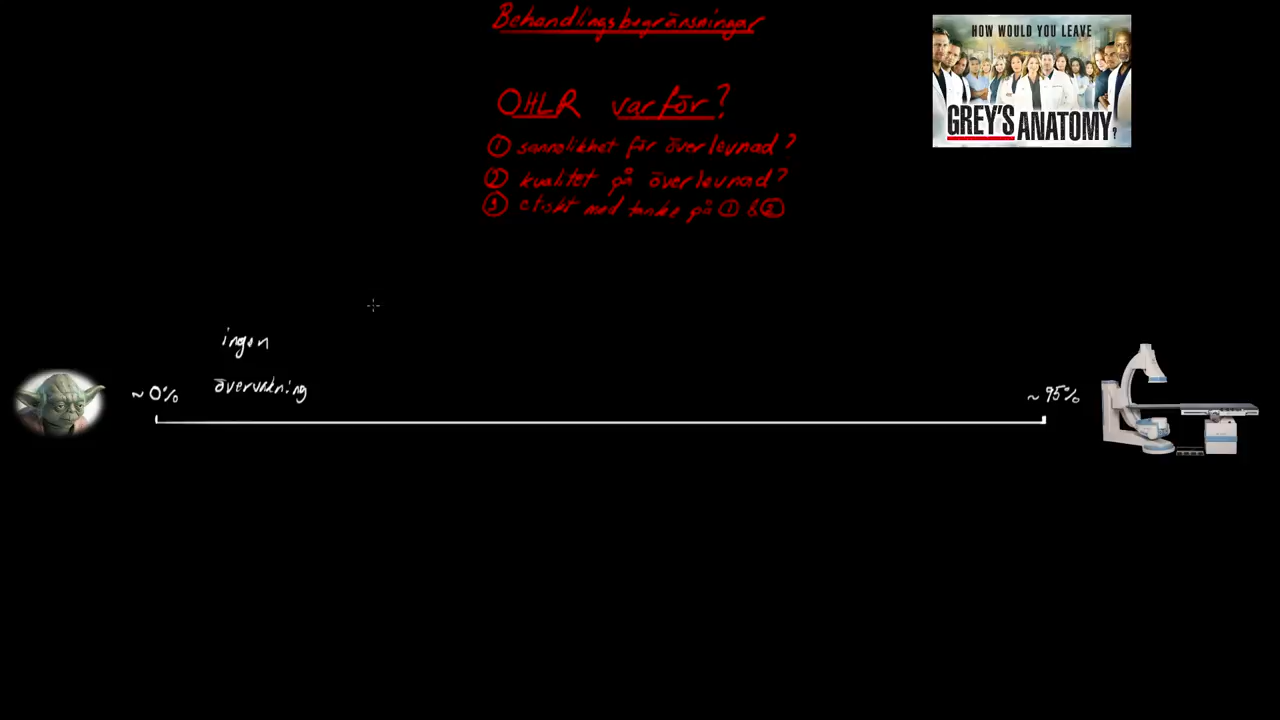 Behandlingsbegränsningar
HOW WOULD YOU LEAVE
GREY'S ANATOMY?
OHLR varför?
① sannolikhet för överlevnad?
② kvalitet på överlevnad?
③ etiskt med tanke på ① & ②
ingen
övervakning
~0%
~95%